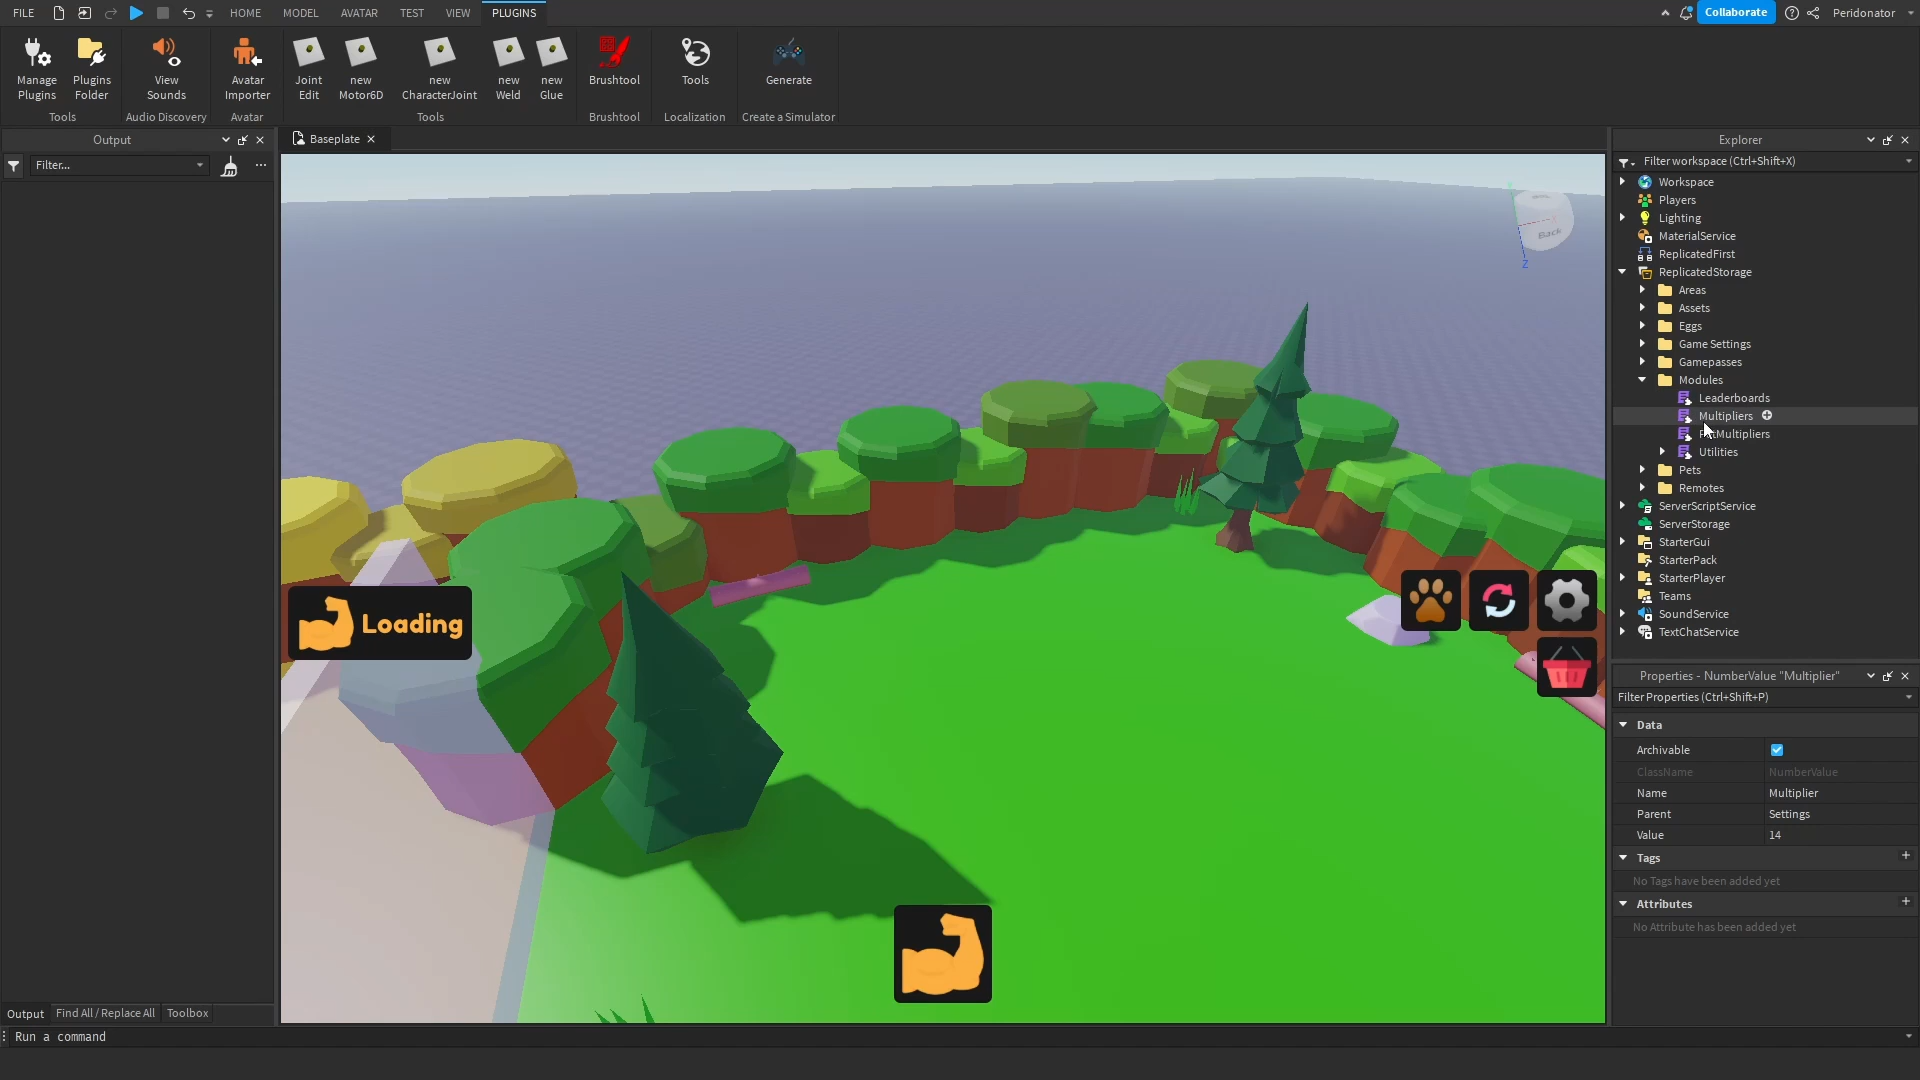 FILE
HOME
MODEL
AVATAR
TEST
VIEW
PLUGINS
Collaborate
Peridonator
Manage
Plugins
Plugins
Folder
View
Sounds
Avatar
Importer
Joint
Edit
new
Motor6D
new
CharacterJoint
new
Weld
new
Glue
Brushtool
Tools
Generate
Tools
Audio Discovery
Avatar
Tools
Brushtool
Localization
Create a Simulator
Output
Filter...
Baseplate
Back
Z
Loading
Explorer
Filter workspace (Ctrl+Shift+X)
Workspace
Players
Lighting
MaterialService
ReplicatedFirst
ReplicatedStorage
Areas
Assets
Eggs
Game Settings
Gamepasses
Modules
Leaderboards
Multipliers
Utilities
Pets
Remotes
ServerScriptService
ServerStorage
StarterGui
StarterPack
StarterPlayer
Teams
SoundService
TextChatService
Properties - NumberValue "Multiplier"
Filter Properties (Ctrl+Shift+P)
Data
Archivable
ClassName NumberValue
Name Multiplier
Parent Settings
Value 14
Tags
No Tags have been added yet
Attributes
No Attribute has been added yet
Output
Find All / Replace All
Toolbox
Run a command